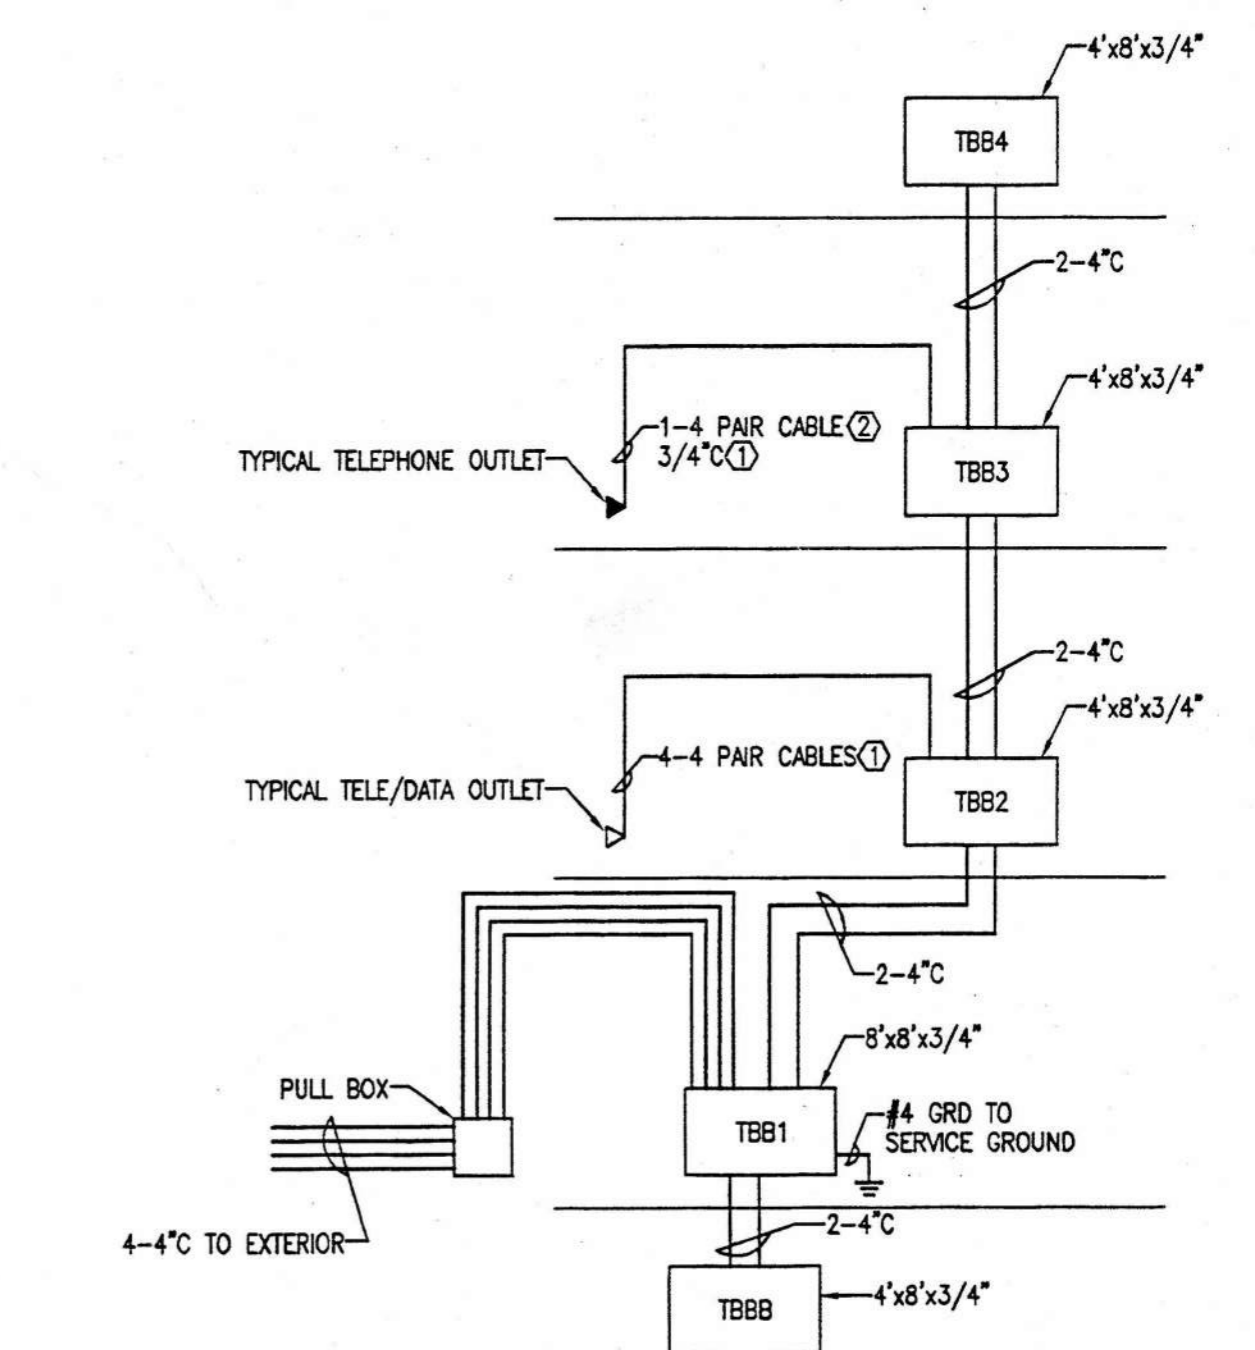 4'x8'x3/4"
TBB4
2-4"C
4'x8'x3/4"
1-4 PAIR CABLE 2
3/4"C 1
TYPICAL TELEPHONE OUTLET
TBB3
2-4"C
4'x8'x3/4"
4-4 PAIR CABLES 1
TYPICAL TELE/DATA OUTLET
TBB2
2-4"C
8'x8'x3/4"
PULL BOX
#4 GRD TO
SERVICE GROUND
TBB1
4-4"C TO EXTERIOR
2-4"C
4'x8'x3/4"
TBBB